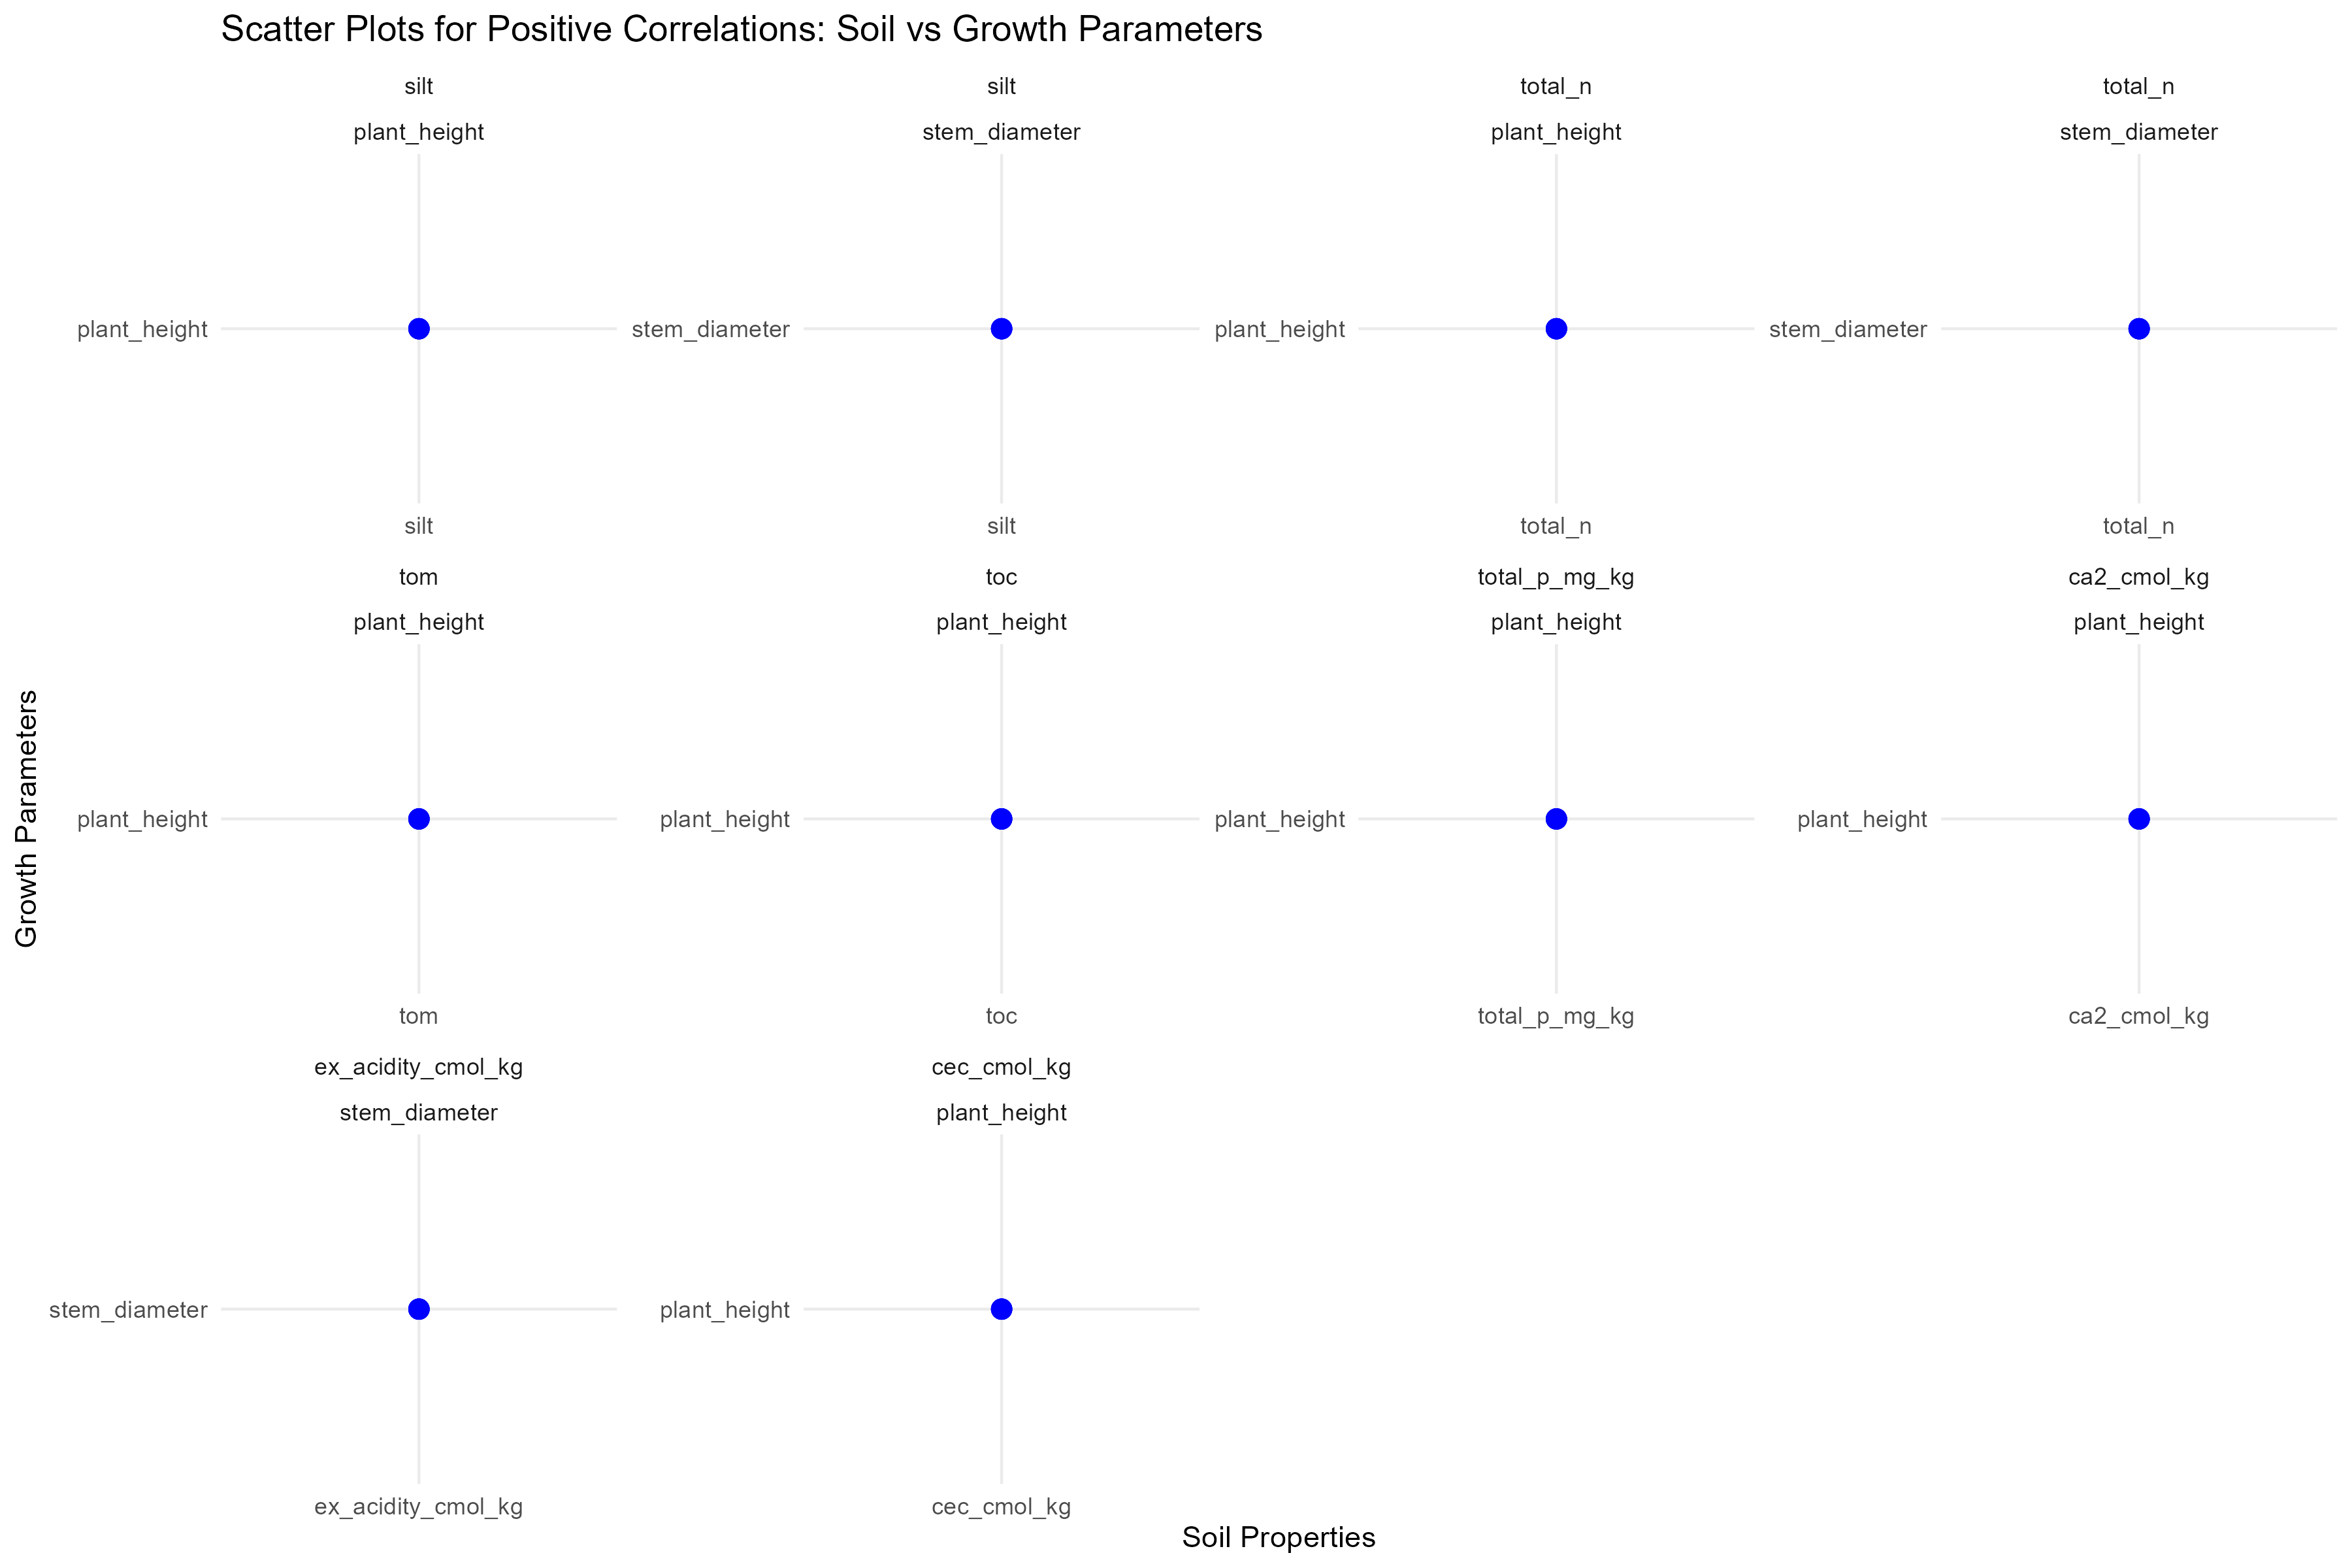 Scatter Plots for Positive Correlations: Soil vs Growth Parameters
silt
plant_height
plant_height
silt
silt
stem_diameter
stem_diameter
silt
total_n
plant_height
plant_height
total_n
total_n
stem_diameter
stem_diameter
total_n
Growth Parameters
tom
plant_height
plant_height
tom
toc
plant_height
plant_height
toc
total_p_mg_kg
plant_height
plant_height
total_p_mg_kg
ca2_cmol_kg
plant_height
plant_height
ca2_cmol_kg
ex_acidity_cmol_kg
stem_diameter
stem_diameter
ex_acidity_cmol_kg
cec_cmol_kg
plant_height
plant_height
cec_cmol_kg
Soil Properties